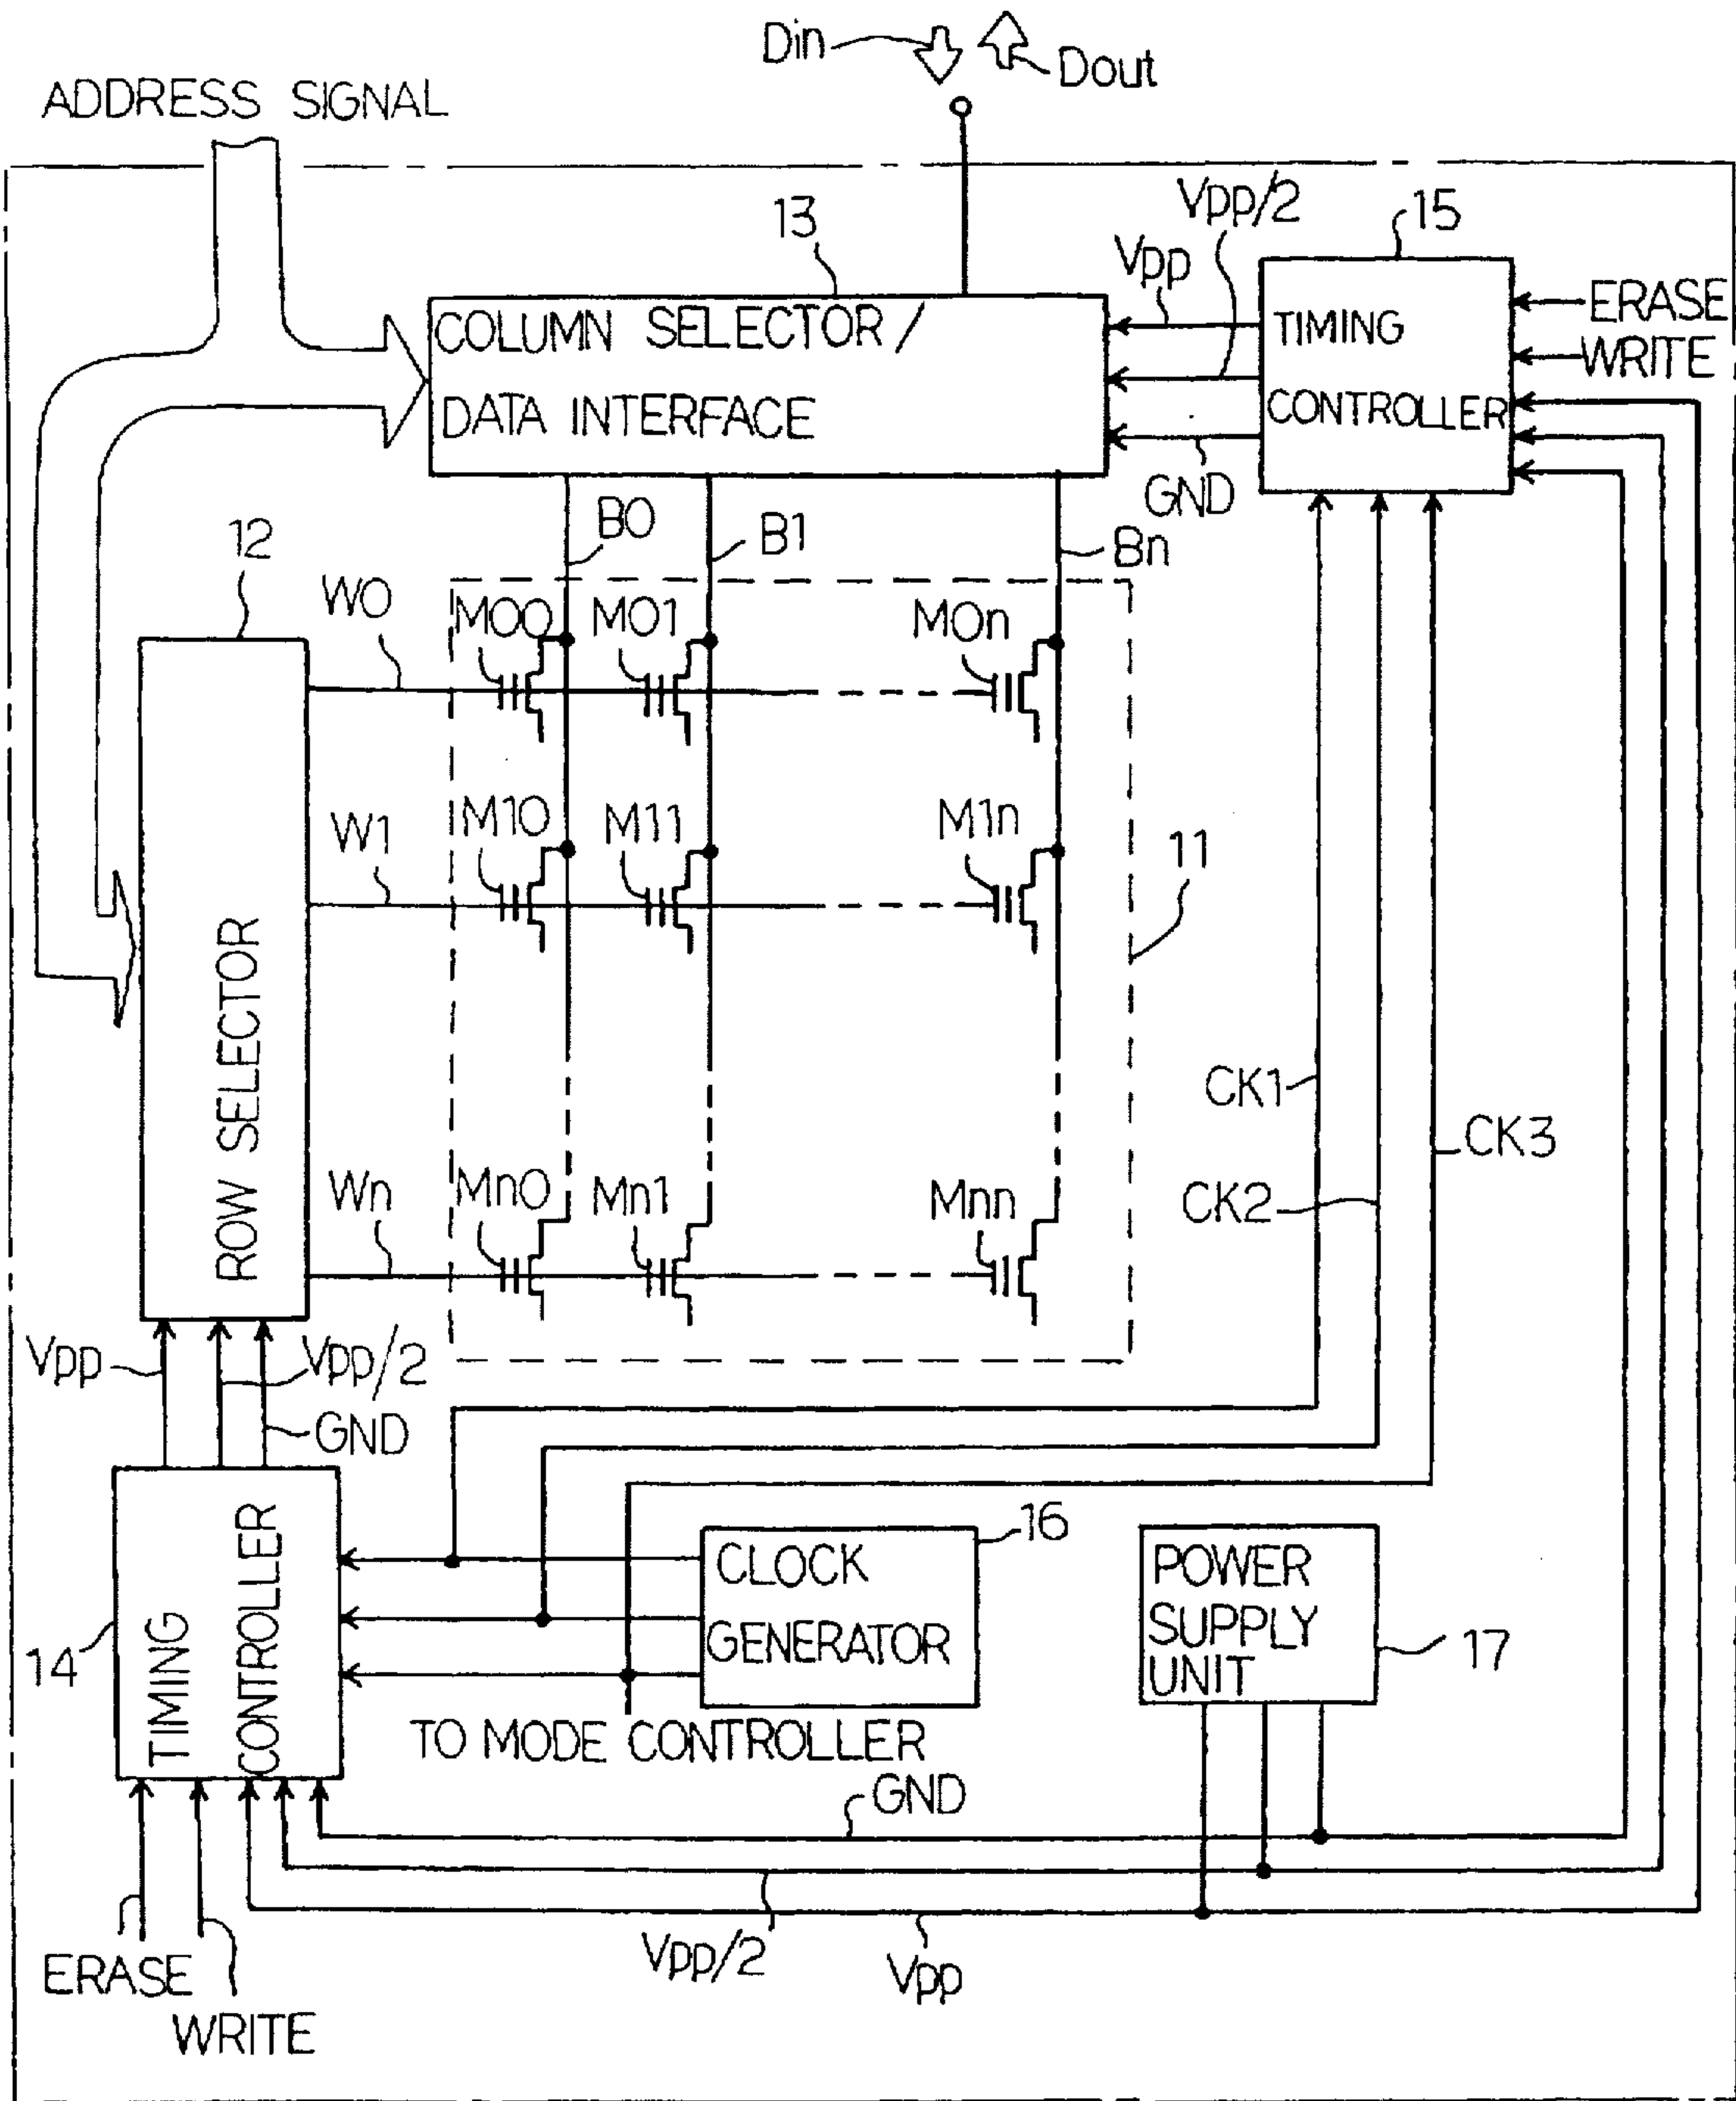 Din
Dout
ADDRESS SIGNAL
Vpp/2
13
15
Vpp
COLUMN SELECTOR /
DATA INTERFACE
TIMING
CONTROLLER
ERASE
WRITE
GND
B0
B1
Bn
12
W0
M00
M01
M0n
ROW SELECTOR
W1
M10
M11
M1n
11
CK1
CK3
CK2
Wn
Mn0
Mn1
Mnn
Vpp
Vpp/2
GND
14
TIMING
CONTROLLER
16
CLOCK
GENERATOR
POWER
SUPPLY
UNIT
17
TO MODE CONTROLLER
GND
Vpp/2
Vpp
ERASE
WRITE